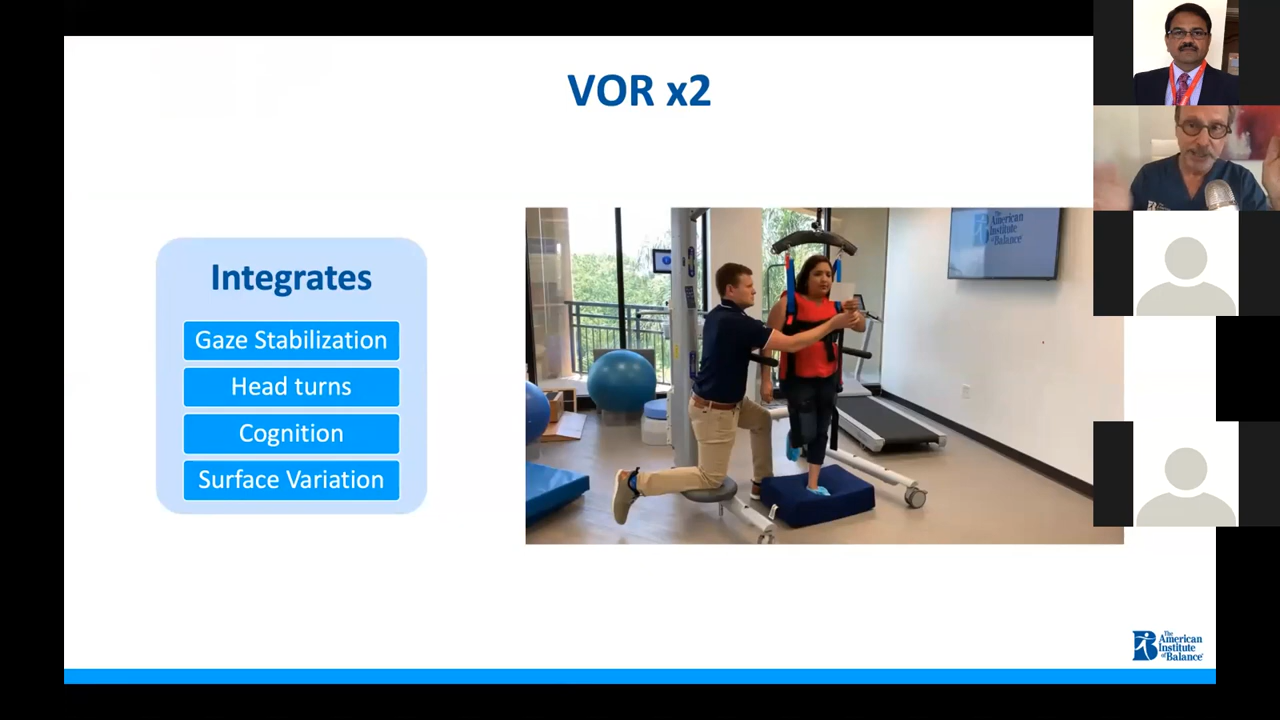 VOR x2
Integrates
Gaze Stabilization
Head turns
Cognition
Surface Variation
The
American
Institute
of Balance
The
American
Institute
of Balance®